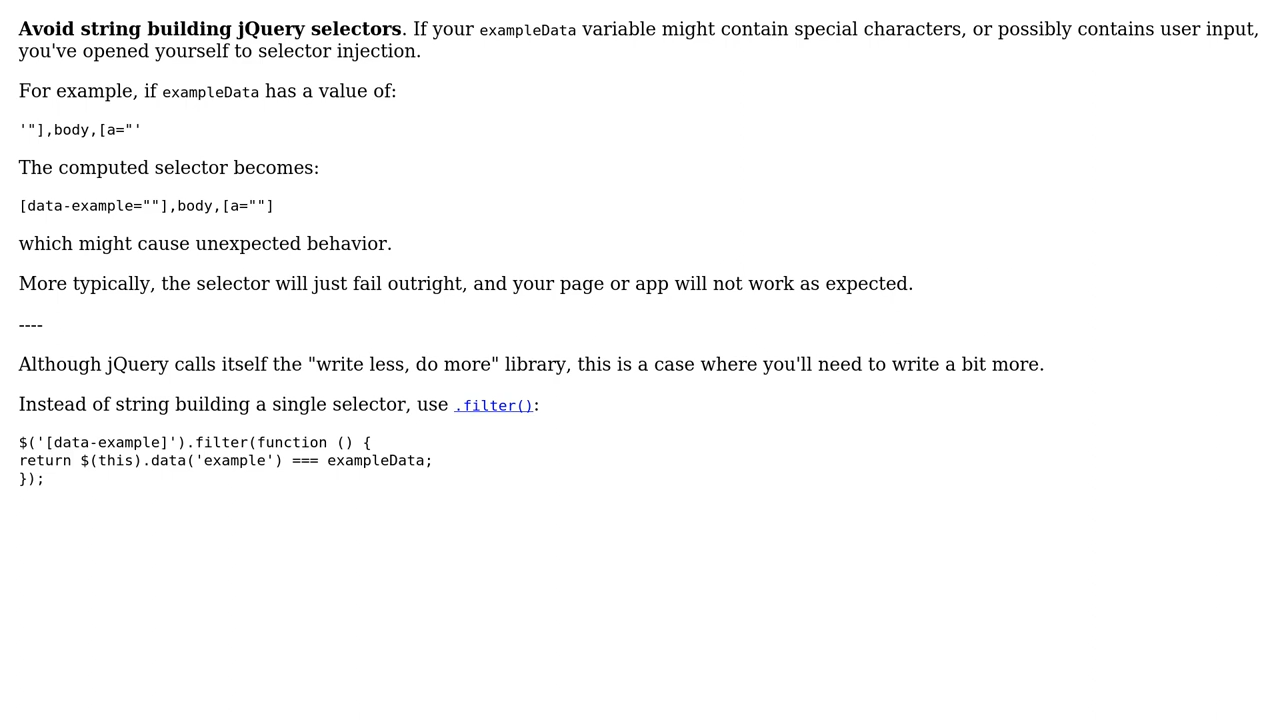 Avoid string building jQuery selectors. If your exampleData variable might contain special characters, or possibly contains user input,
you've opened yourself to selector injection.
For example, if exampleData has a value of:
'"],body,[a="'
The computed selector becomes:
[data-example=""],body,[a=""]
which might cause unexpected behavior.
More typically, the selector will just fail outright, and your page or app will not work as expected.
----
Although jQuery calls itself the "write less, do more" library, this is a case where you'll need to write a bit more.
Instead of string building a single selector, use .filter():
$('[data-example]').filter(function () {
return $(this).data('example') === exampleData;
});